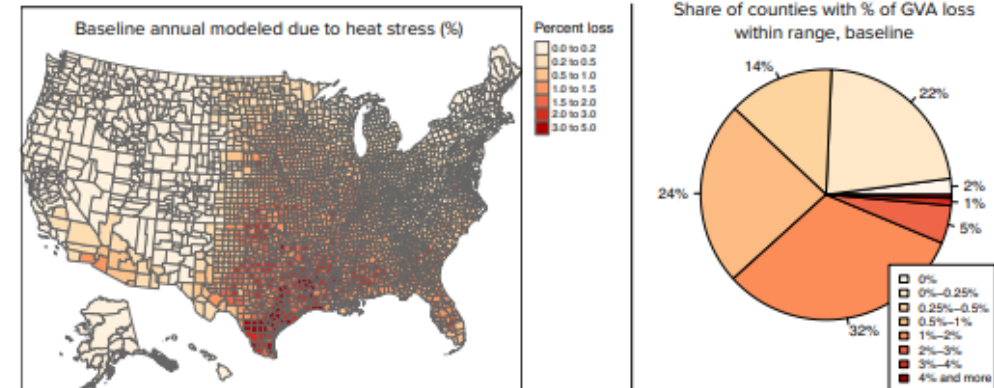 Baseline annual modeled due to heat stress (%)
Percent loss
0.0 to 0.2
0.2 to 0.5
0.5 to 1.0
1.0 to 1.5
1.5 to 2.0
2.0 to 3.0
3.0 to 5.0
Share of counties with % of GVA loss
within range, baseline
14%
22%
24%
2%
1%
5%
32%
0%
0%–0.25%
0.25%–0.5%
0.5%–1%
1%–2%
2%–3%
3%–4%
4% and more